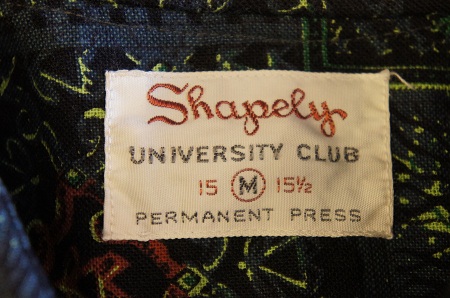 Shapely
UNIVERSITY CLUB
15 M 15½
PERMANENT PRESS